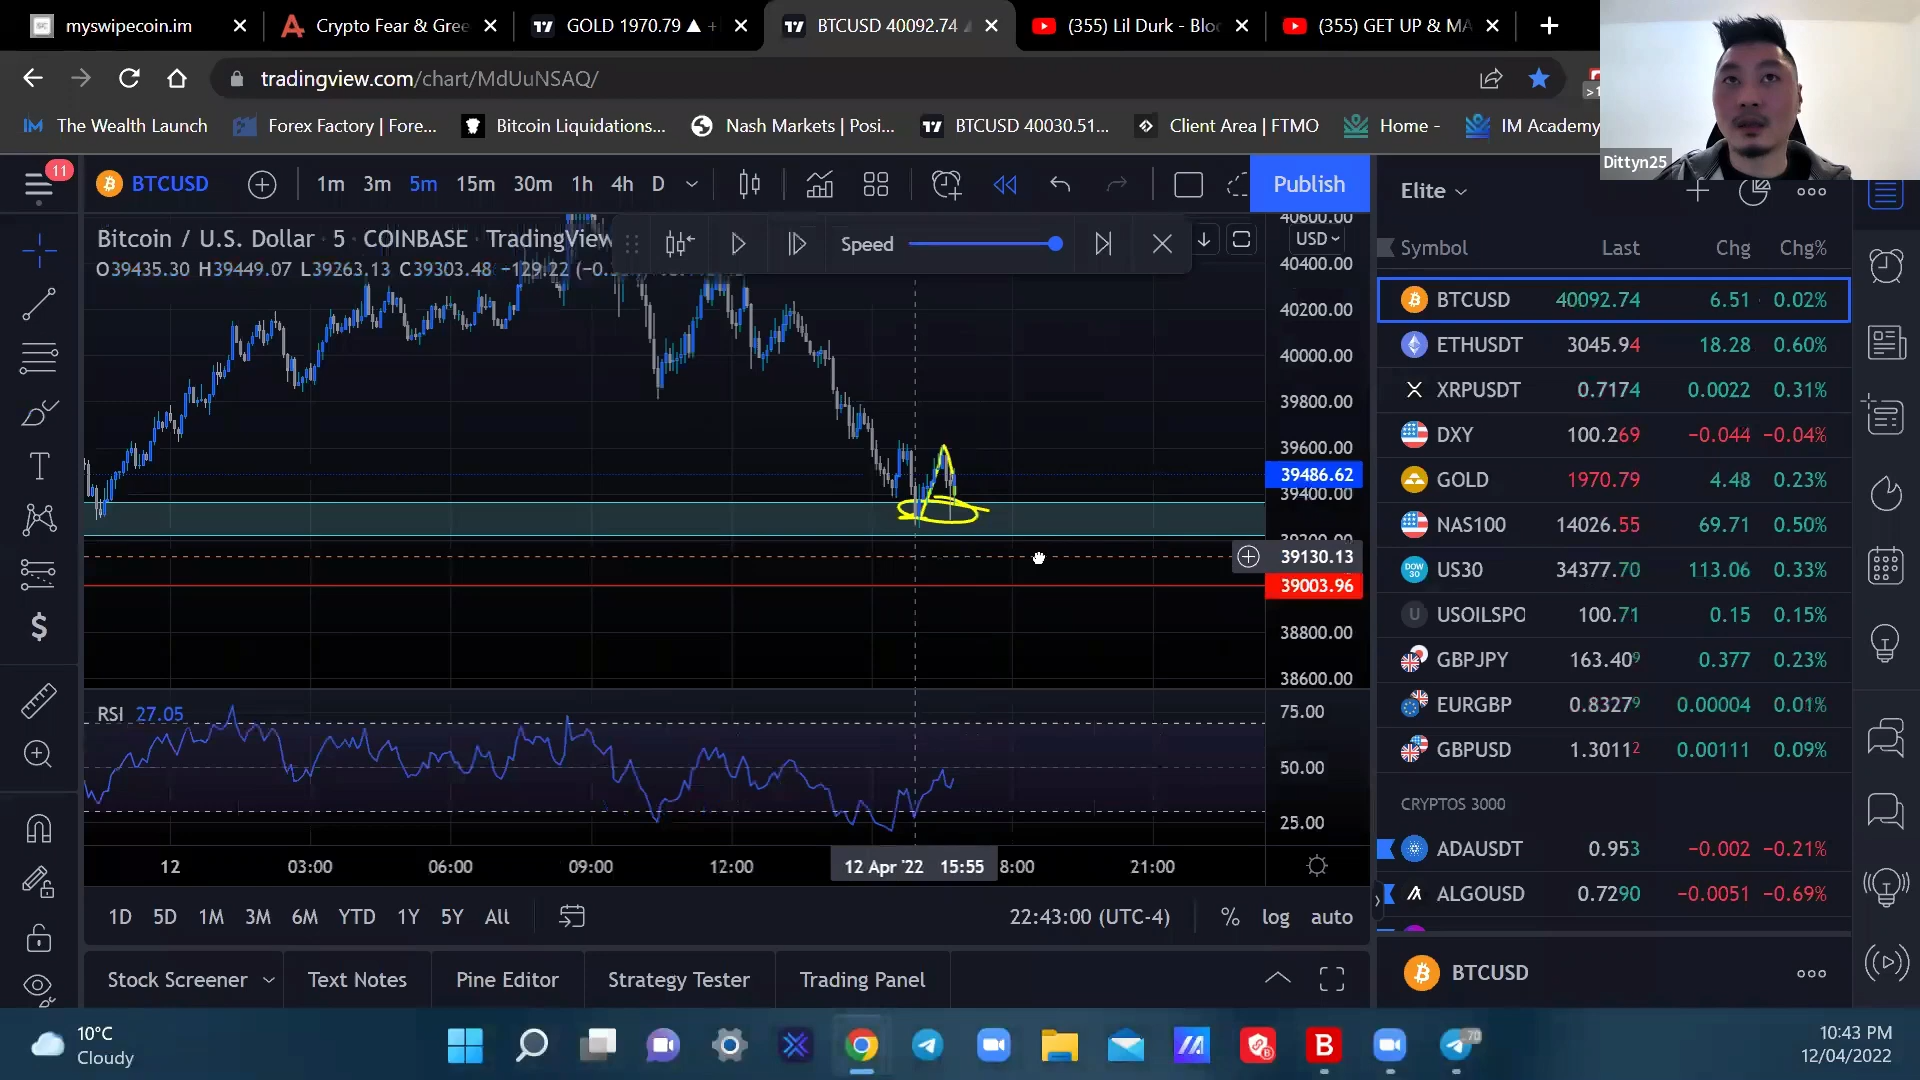 myswipecoin.im
Crypto Fear & Gree
GOLD 1970.79 ▲ +
BTCUSD 40092.74
(355) Lil Durk - Blo
(355) GET UP & MA
tradingview.com/chart/MdUuNSAQ/
The Wealth Launch
Forex Factory | Fore...
Bitcoin Liquidations...
Nash Markets | Posi...
BTCUSD 40030.51...
Client Area | FTMO
Home -
IM Academy
Dittyn25
11
BTCUSD
1m 3m 5m 15m 30m 1h 4h D
Publish
Elite
Bitcoin / U.S. Dollar · 5 · COINBASE · TradingView
Speed
USD
O39435.30 H39449.07 L39263.13 C39303.48 −129.22
Symbol Last Chg Chg%
BTCUSD 40092.74 6.51 0.02%
ETHUSDT 3045.94 18.28 0.60%
XRPUSDT 0.7174 0.0022 0.31%
DXY 100.269 −0.044 −0.04%
GOLD 1970.79 4.48 0.23%
NAS100 14026.55 69.71 0.50%
US30 34377.70 113.06 0.33%
USOILSPO 100.71 0.15 0.15%
GBPJPY 163.409 0.377 0.23%
EURGBP 0.83279 0.00004 0.01%
GBPUSD 1.30112 0.00111 0.09%
CRYPTOS 3000
ADAUSDT 0.953 −0.002 −0.21%
ALGOUSD 0.7290 −0.0051 −0.69%
BTCUSD
40600.00
40400.00
40200.00
40000.00
39800.00
39600.00
39486.62
39400.00
39200.00
39130.13
39003.96
38800.00
38600.00
RSI 27.05
75.00
50.00
25.00
12 03:00 06:00 09:00 12:00 12 Apr '22 15:55 8:00 21:00
1D 5D 1M 3M 6M YTD 1Y 5Y All
22:43:00 (UTC-4)
% log auto
Stock Screener
Text Notes
Pine Editor
Strategy Tester
Trading Panel
10°C
Cloudy
70
10:43 PM
12/04/2022